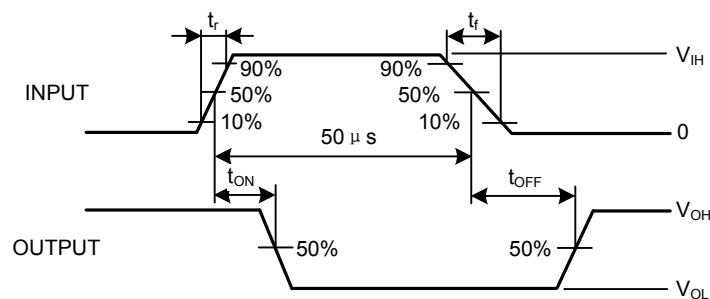 tr
tf
VIH
90%
90%
INPUT
50%
50%
10%
10%
50 μs
0
tON
tOFF
VOH
OUTPUT
50%
50%
VOL